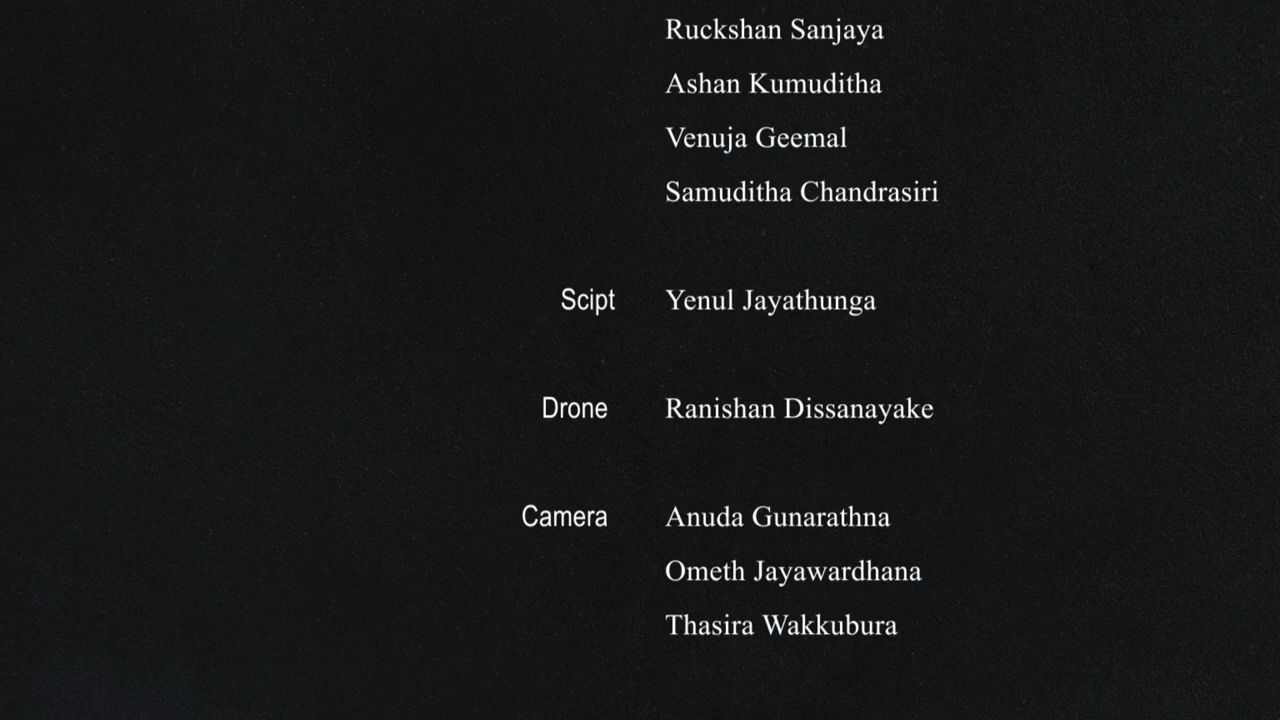 Ruckshan Sanjaya
Ashan Kumuditha
Venuja Geemal
Samuditha Chandrasiri
Scipt Yenul Jayathunga
Drone Ranishan Dissanayake
Camera Anuda Gunarathna
Ometh Jayawardhana
Thasira Wakkubura